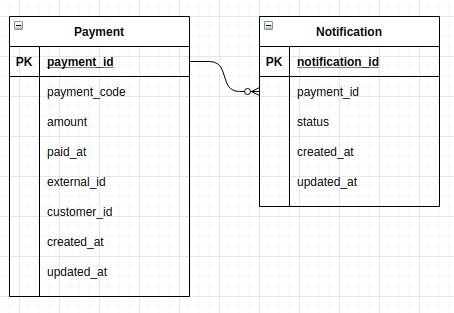 Payment
PK payment_id
payment_code
amount
paid_at
external_id
customer_id
created_at
updated_at
Notification
PK notification_id
payment_id
status
created_at
updated_at